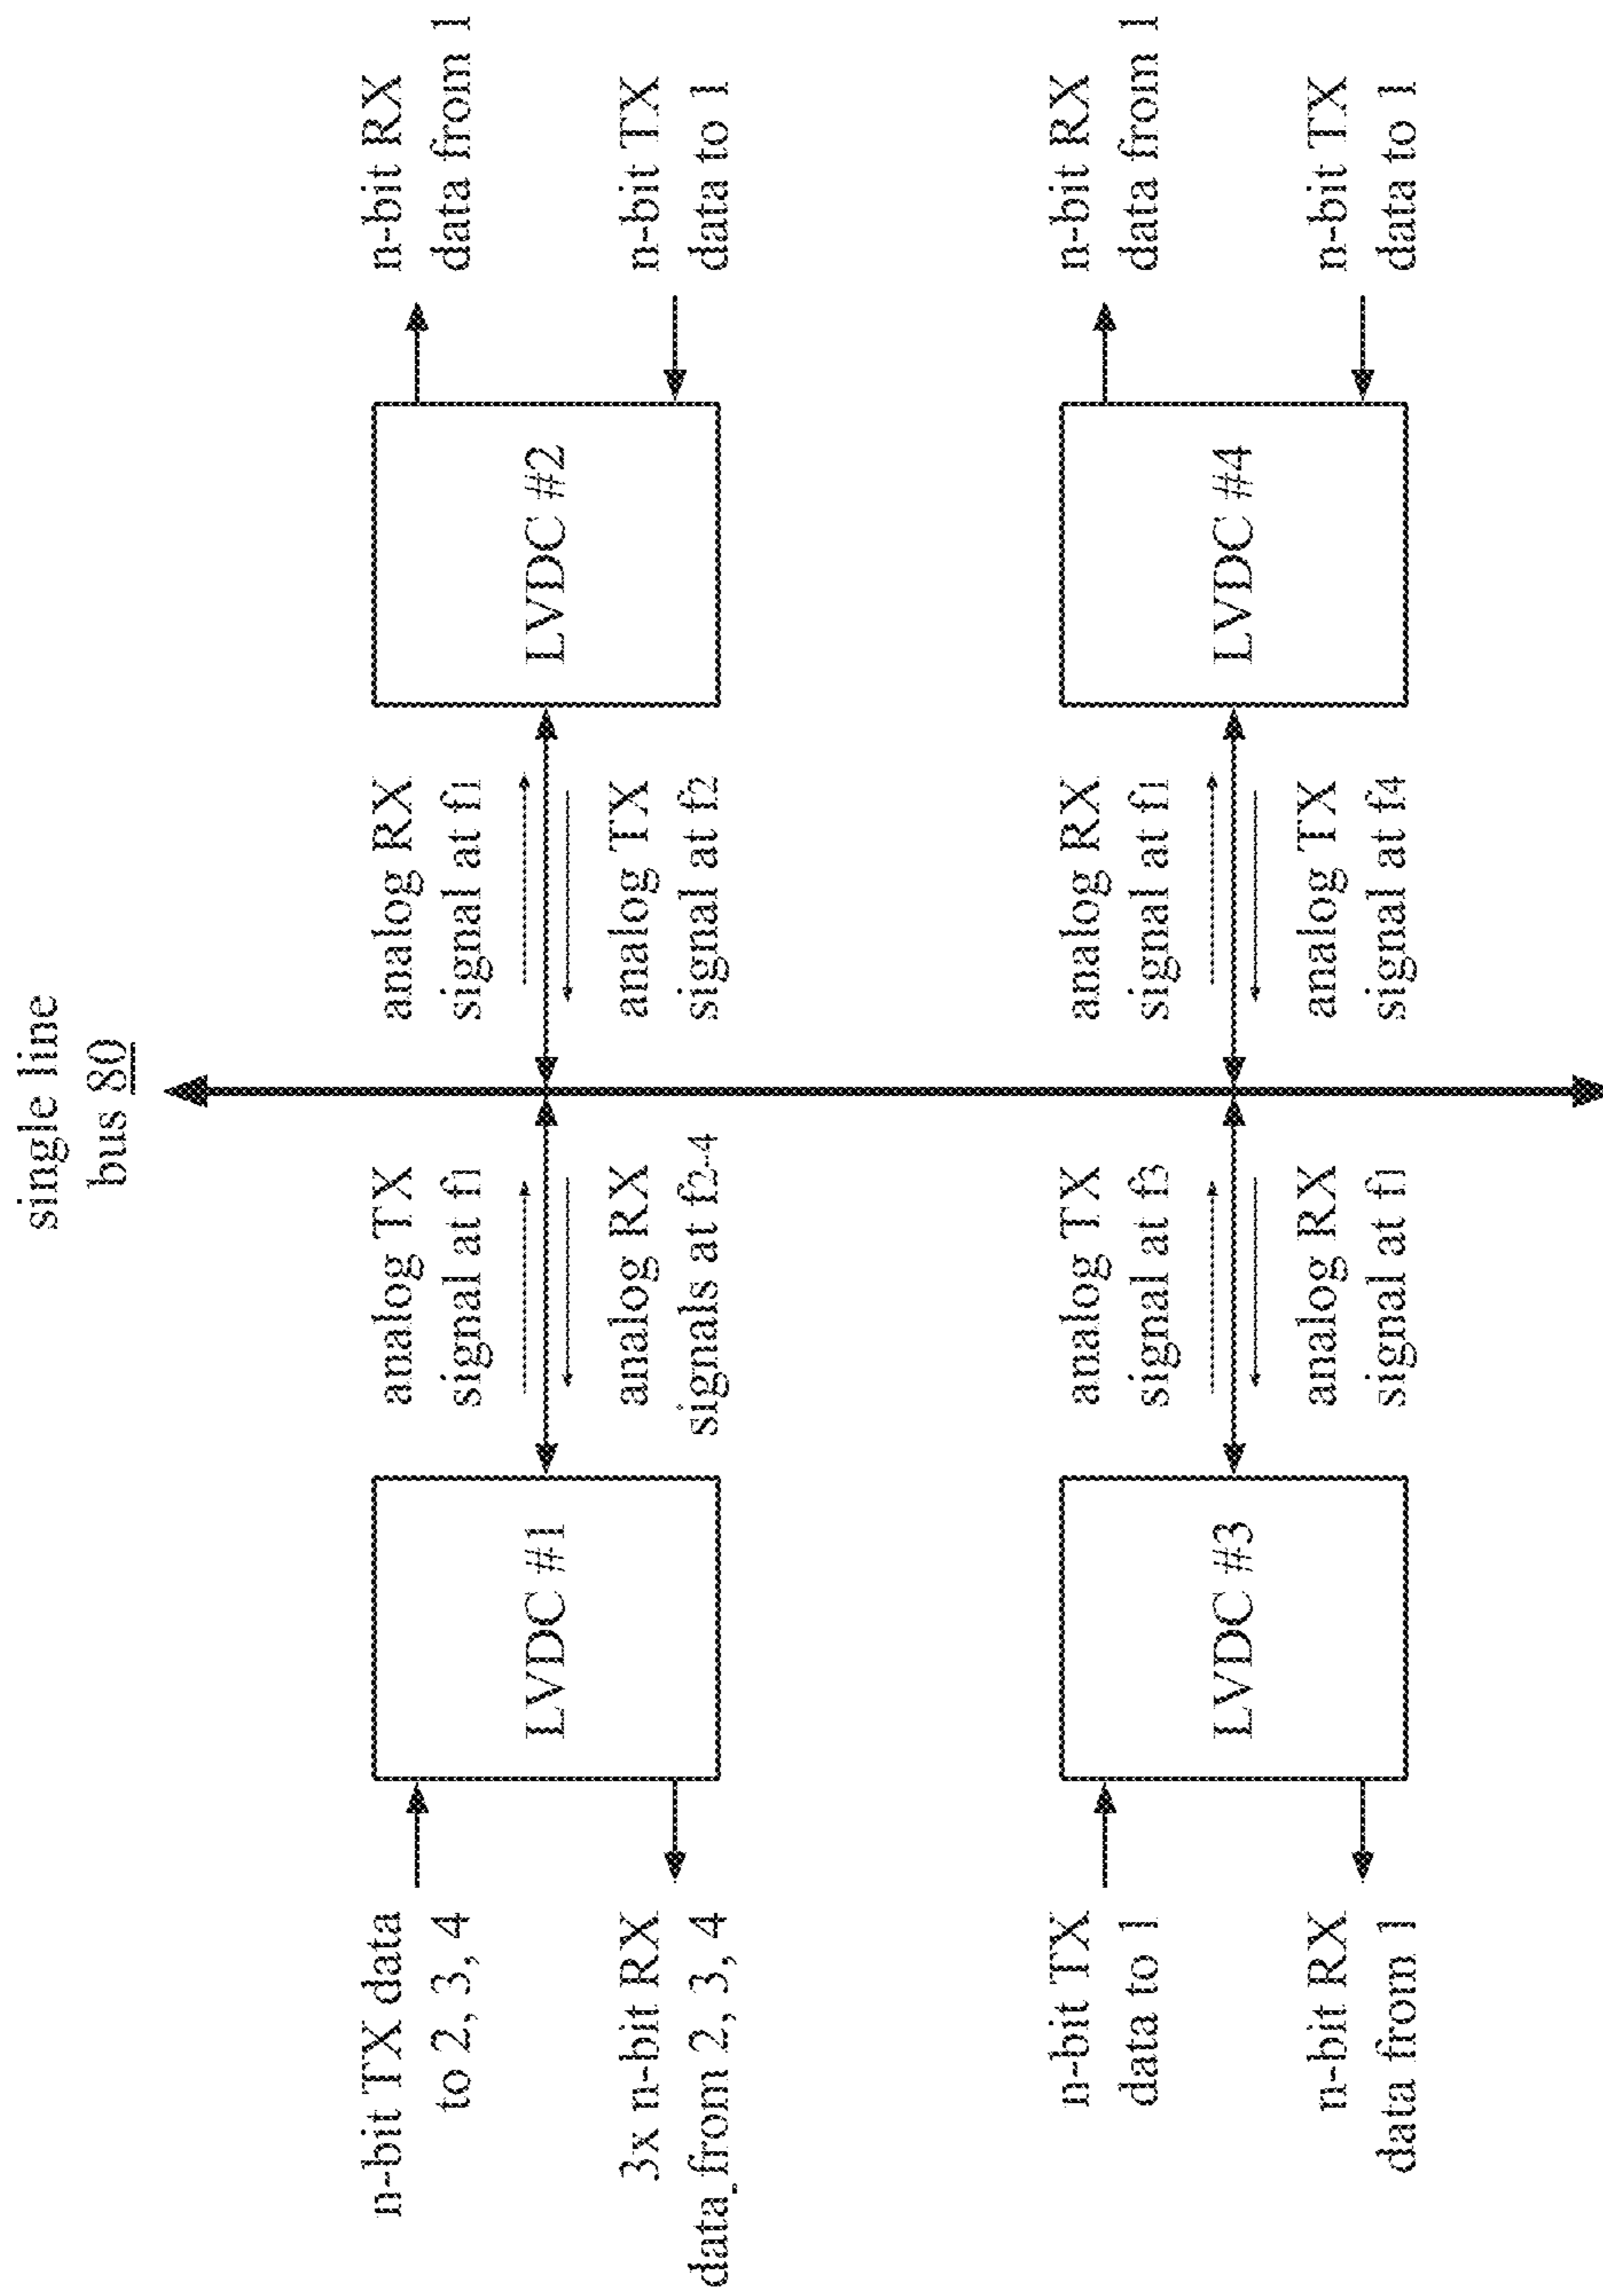 single line
bus 80
n-bit TX data
to 2, 3, 4
3x n-bit RX
data from 2, 3, 4
LVDC #1
analog TX
signal at f1
analog RX
signals at f2-4
analog RX
signal at f1
analog TX
signal at f2
LVDC #2
n-bit RX
data from 1
n-bit TX
data to 1
n-bit TX
data to 1
n-bit RX
data from 1
LVDC #3
analog TX
signal at f3
analog RX
signal at f1
analog RX
signal at f1
analog TX
signal at f4
LVDC #4
n-bit RX
data from 1
n-bit TX
data to 1